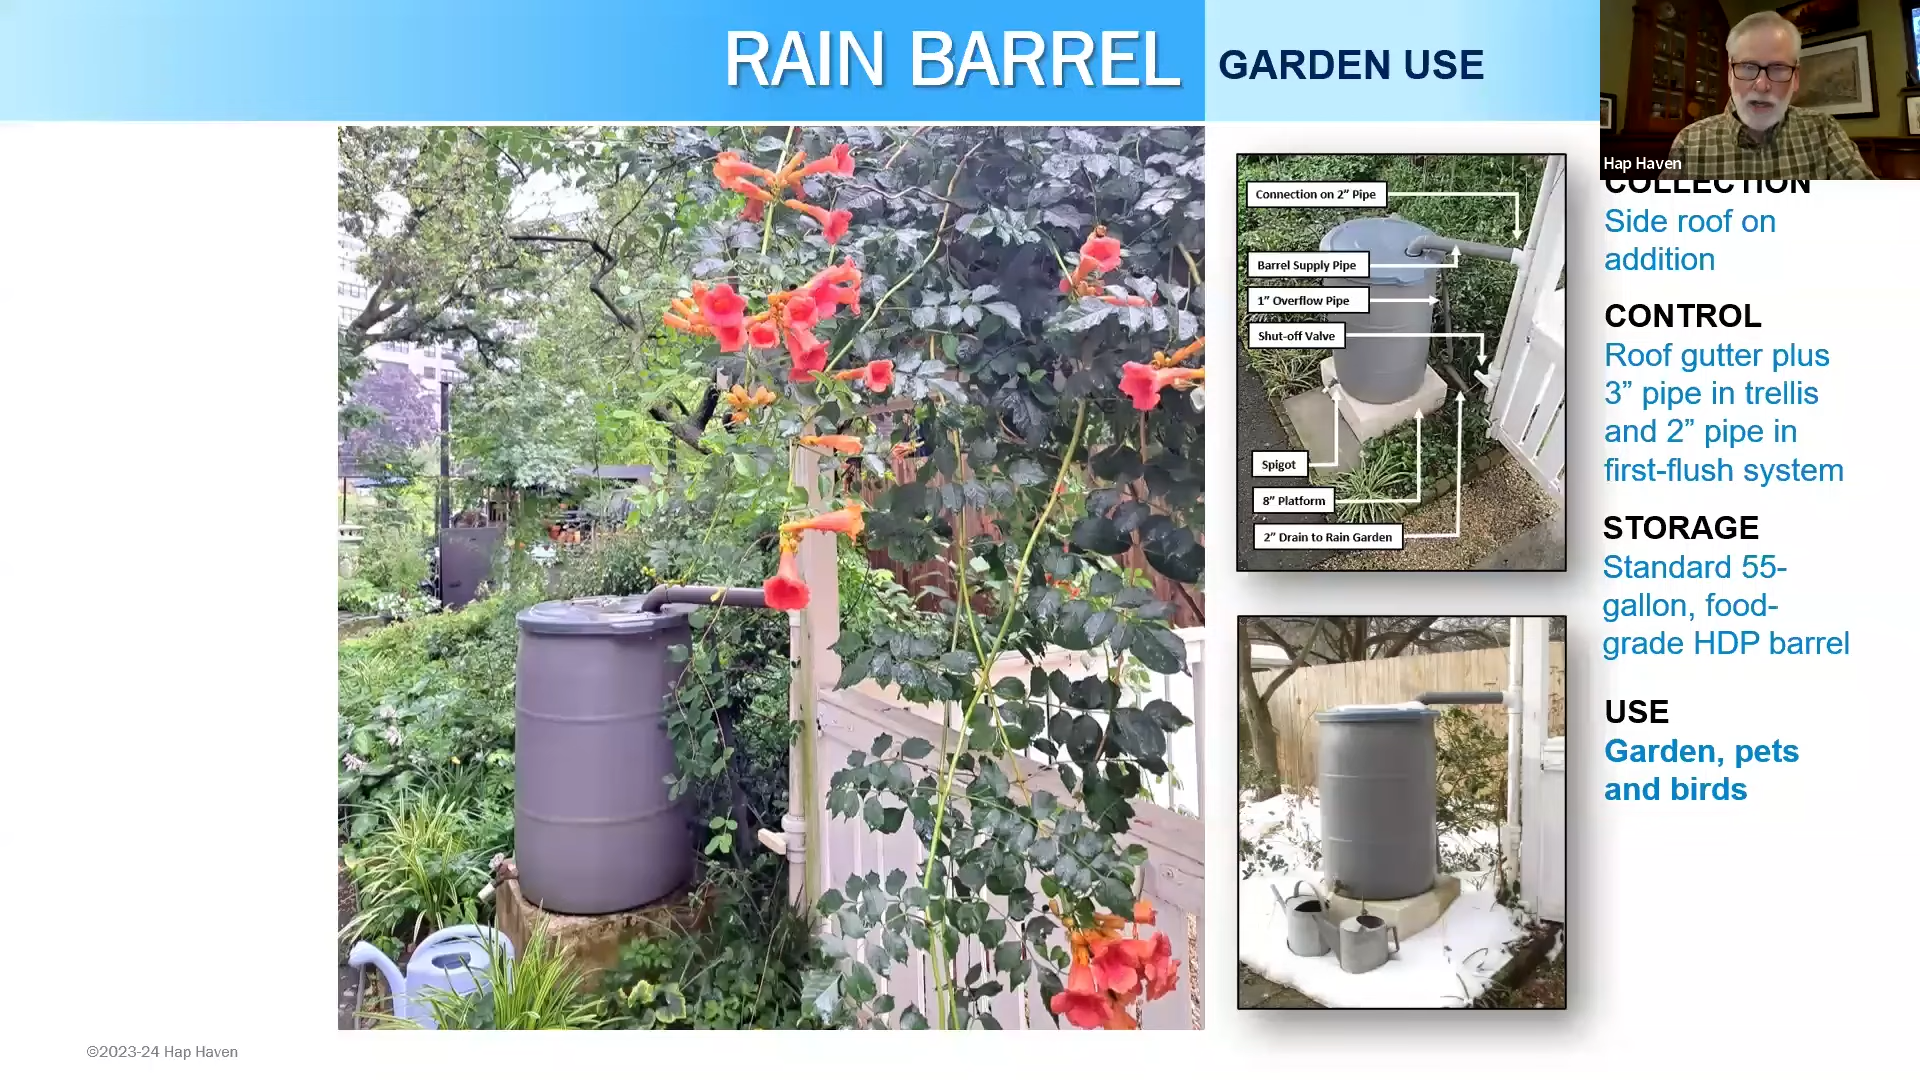 RAIN BARREL
GARDEN USE
Hap Haven
Connection on 2” Pipe
Barrel Supply Pipe
1” Overflow Pipe
Shut-off Valve
Spigot
8” Platform
2” Drain to Rain Garden
COLLECTION
Side roof on
addition
CONTROL
Roof gutter plus
3” pipe in trellis
and 2” pipe in
first-flush system
STORAGE
Standard 55-
gallon, food-
grade HDP barrel
USE
Garden, pets
and birds
©2023-24 Hap Haven